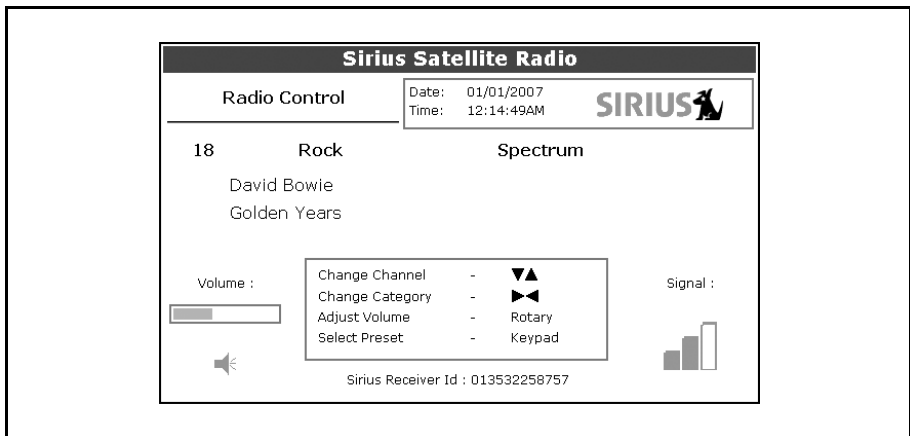 Sirius Satellite Radio
Radio Control
Date: 01/01/2007
Time: 12:14:49AM
SIRIUS
18 Rock Spectrum
David Bowie
Golden Years
Volume :
Change Channel - ▼▲
Change Category - ►◄
Adjust Volume - Rotary
Select Preset - Keypad
Signal :
Sirius Receiver Id : 013532258757